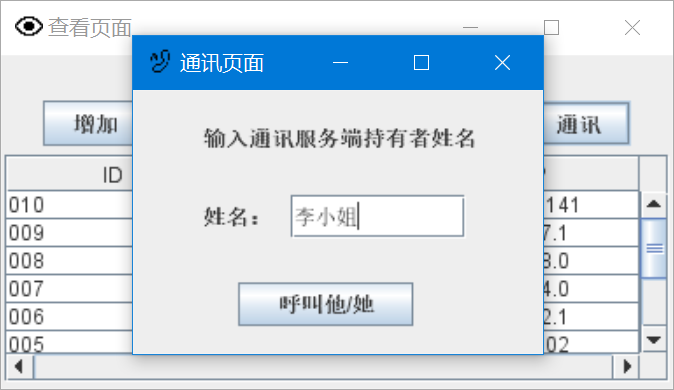 查看页面
通讯页面
增加
通讯
输入通讯服务端持有者姓名
ID
010
141
009
7.1
姓名：
李小姐
008
8.0
007
4.0
呼叫他/她
006
2.1
005
02